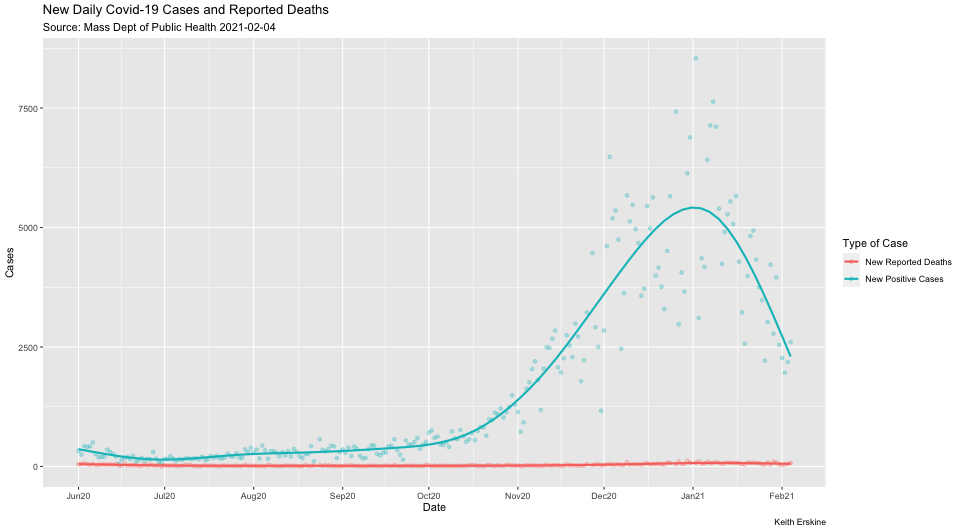 New Daily Covid-19 Cases and Reported Deaths
Source: Mass Dept of Public Health 2021-02-04
Cases
7500
5000
2500
0
Jun20 Jul20 Aug20 Sep20 Oct20 Nov20 Dec20 Jan21 Feb21
Date
Type of Case
New Reported Deaths
New Positive Cases
Keith Erskine